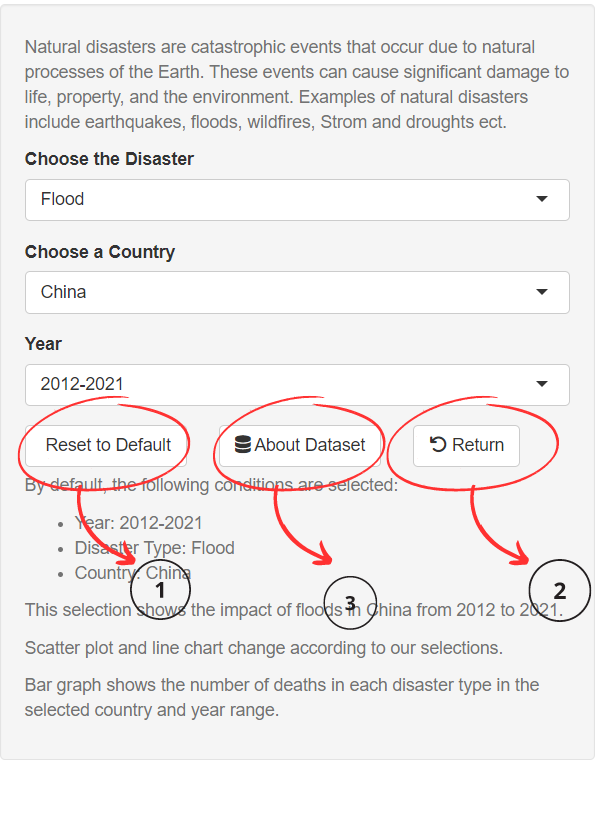 Natural disasters are catastrophic events that occur due to natural
processes of the Earth. These events can cause significant damage to
life, property, and the environment. Examples of natural disasters
include earthquakes, floods, wildfires, Strom and droughts ect.
Choose the Disaster
Flood
Choose a Country
China
Year
2012-2021
Reset to Default About Dataset Return
By default, the following conditions are selected:
• Year: 2012-2021
• Disaster Type: Flood
• Country: China
1 3 2
This selection shows the impact of floods in China from 2012 to 2021.
Scatter plot and line chart change according to our selections.
Bar graph shows the number of deaths in each disaster type in the
selected country and year range.